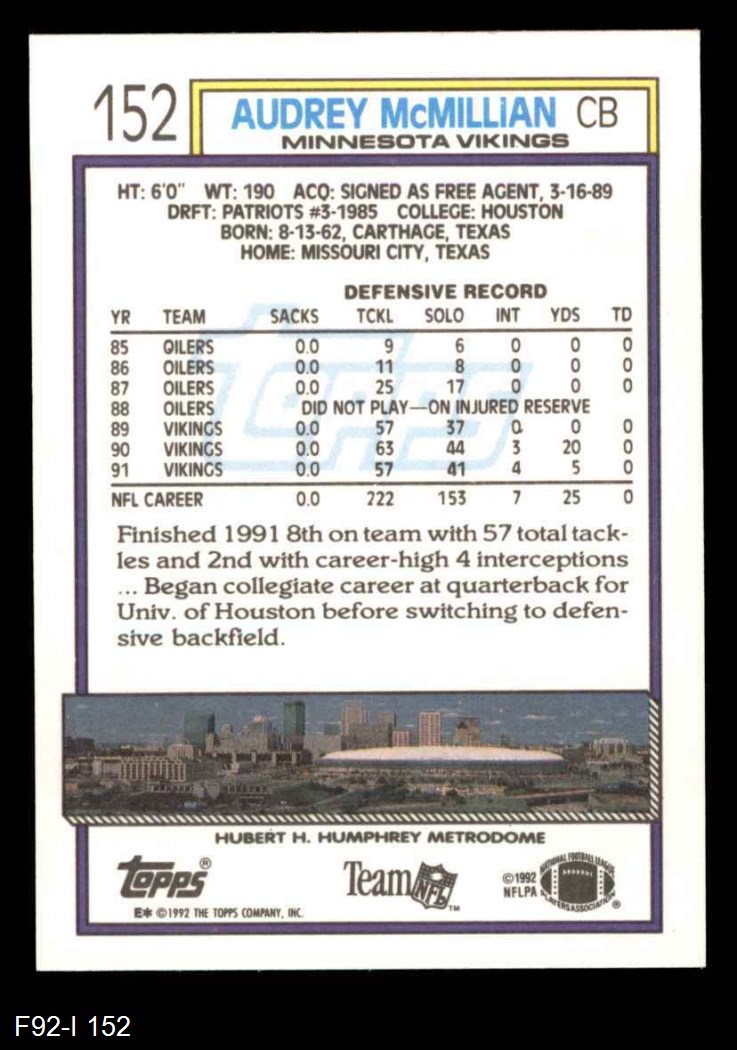 152 AUDREY McMILLIAN CB
MINNESOTA VIKINGS
HT: 6'0" WT: 190 ACQ: SIGNED AS FREE AGENT, 3-16-89
DRFT: PATRIOTS #3-1985 COLLEGE: HOUSTON
BORN: 8-13-62, CARTHAGE, TEXAS
HOME: MISSOURI CITY, TEXAS
DEFENSIVE RECORD
YR TEAM SACKS TCKL SOLO INT YDS TD
85 OILERS 0.0 9 6 0 0 0
86 OILERS 0.0 11 8 0 0 0
87 OILERS 0.0 25 17 0 0 0
88 OILERS DID NOT PLAY—ON INJURED RESERVE
89 VIKINGS 0.0 57 37 0 0 0
90 VIKINGS 0.0 63 44 3 20 0
91 VIKINGS 0.0 57 41 4 5 0
NFL CAREER 0.0 222 153 7 25 0
Topps
Finished 1991 8th on team with 57 total tack-
les and 2nd with career-high 4 interceptions
... Began collegiate career at quarterback for
Univ. of Houston before switching to defen-
sive backfield.
HUBERT H. HUMPHREY METRODOME
Topps®
E* ©1992 THE TOPPS COMPANY, INC.
Team NFL™
©1992
NFLPA
NATIONAL FOOTBALL LEAGUE
PLAYERS ASSOCIATION ®
F92-I 152